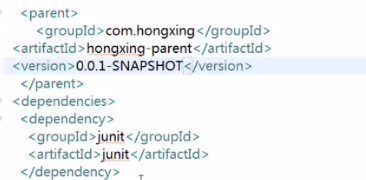 <parent>
<groupId>com.hongxing</groupId>
<artifactId>hongxing-parent</artifactId>
<version>0.0.1-SNAPSHOT</version>
</parent>
<dependencies>
<dependency>
<groupId>junit</groupId>
<artifactId>junit</artifactId>
</dependency>